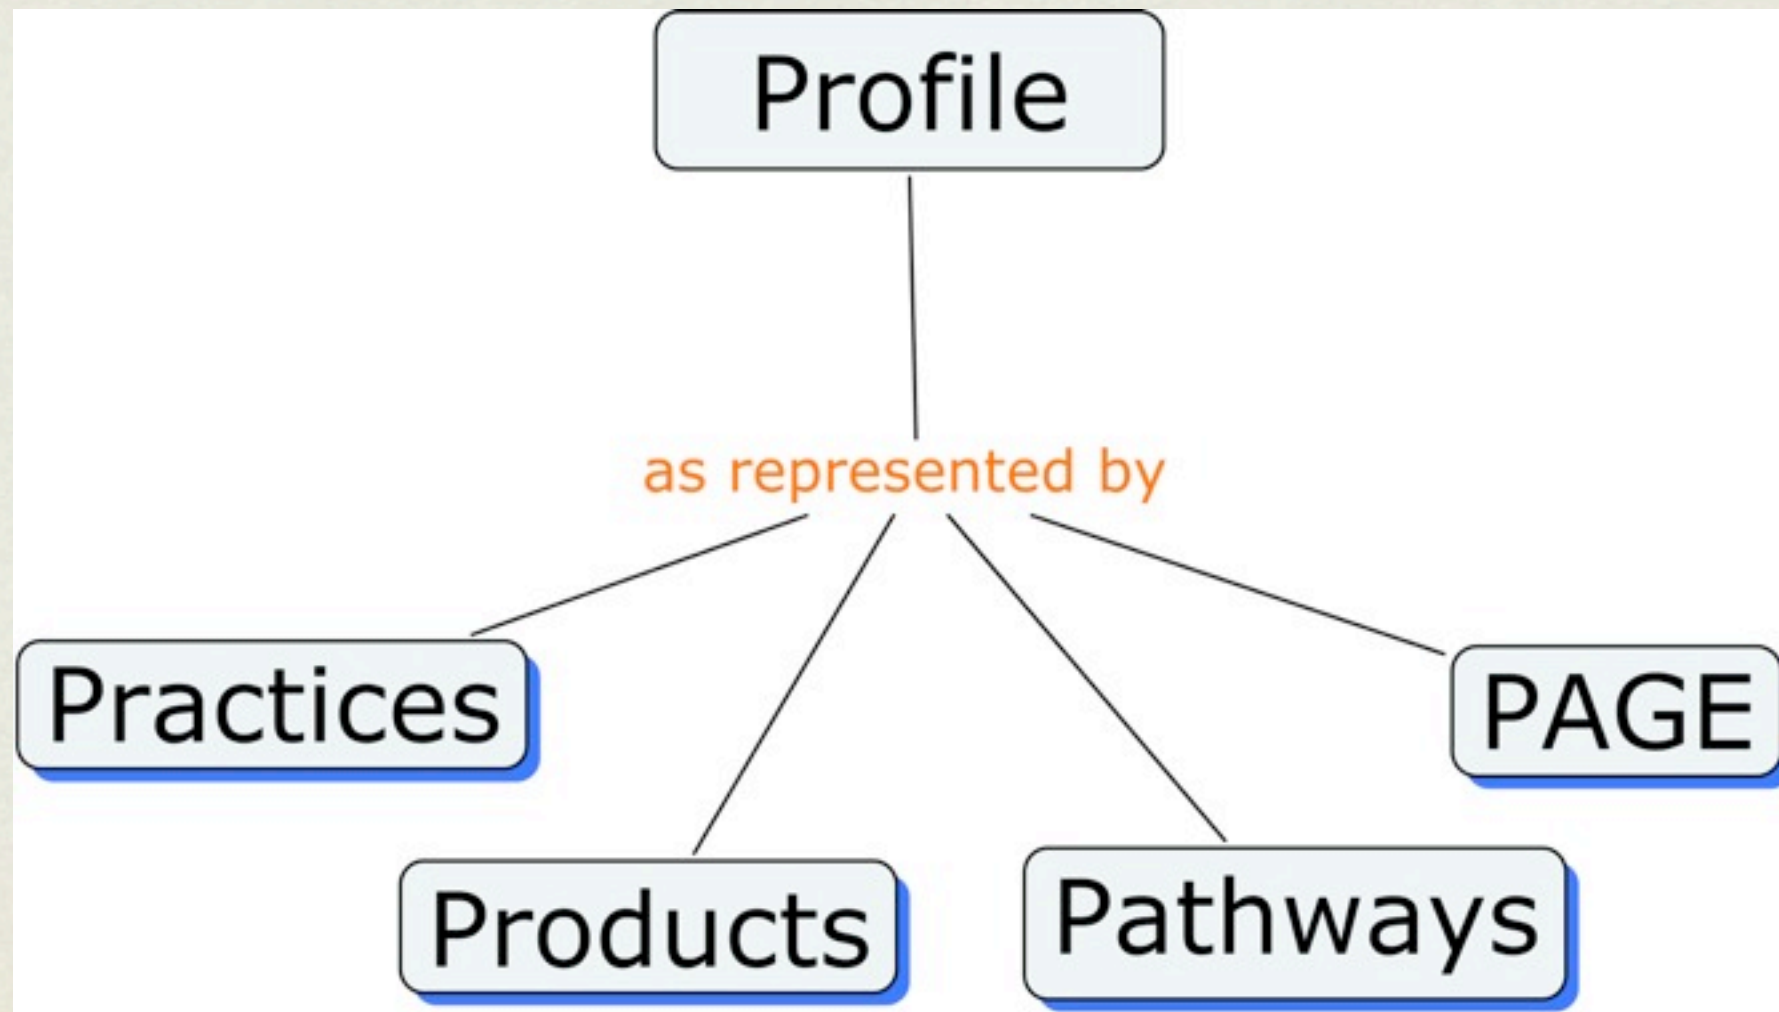 Profile
as represented by
Practices
PAGE
Products
Pathways